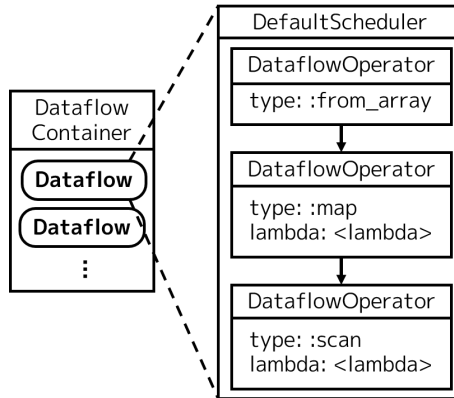 Dataflow
Container
Dataflow
Dataflow
⋮
DefaultScheduler
DataflowOperator
type: :from_array
DataflowOperator
type: :map
lambda: <lambda>
DataflowOperator
type: :scan
lambda: <lambda>